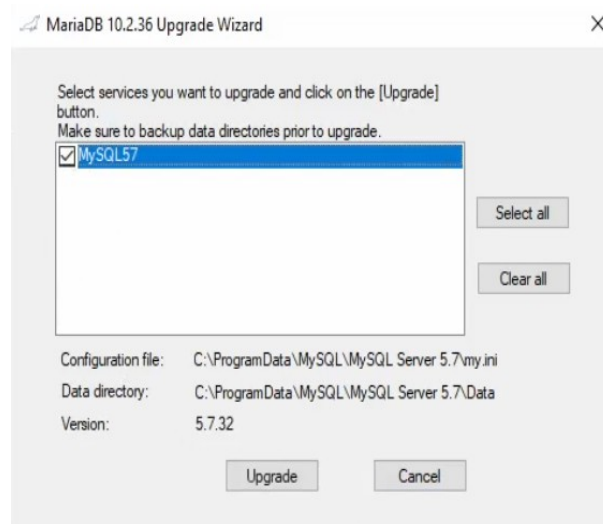 MariaDB 10.2.36 Upgrade Wizard
Select services you want to upgrade and click on the [Upgrade]
button.
Make sure to backup data directories prior to upgrade.
MySQL57
Select all
Clear all
Configuration file: C:\ProgramData\MySQL\MySQL Server 5.7\my.ini
Data directory: C:\ProgramData\MySQL\MySQL Server 5.7\Data
Version: 5.7.32
Upgrade Cancel